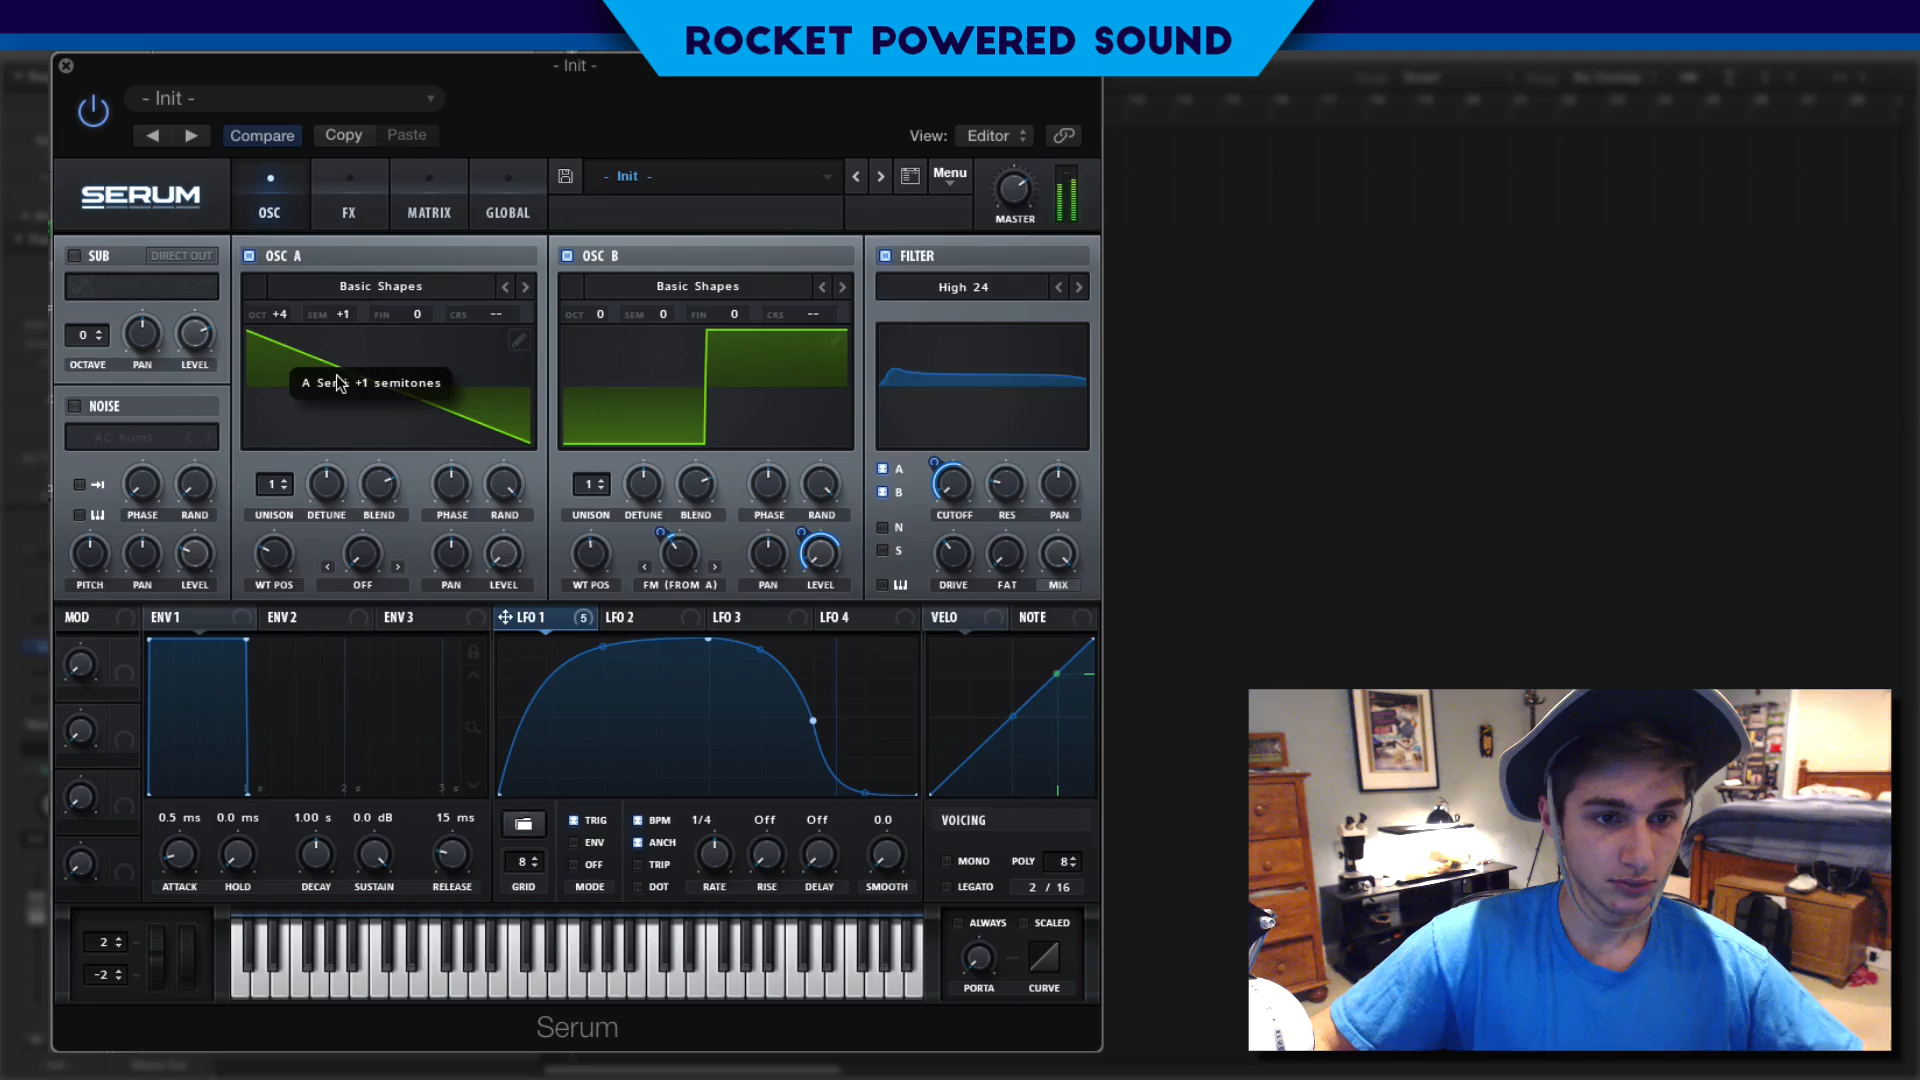 ROCKET POWERED SOUND
- Init -
- Init -
Compare Copy Paste
View: Editor
SERUM
OSC FX MATRIX GLOBAL
- Init -
Menu
MASTER
SUB DIRECT OUT
0
OCTAVE PAN LEVEL
NOISE
AC hum1
PHASE RAND
PITCH PAN LEVEL
OSC A
Basic Shapes
OCT +4 SEM +1 FIN 0 CRS --
A Sem: +1 semitones
1
UNISON DETUNE BLEND PHASE RAND
WT POS OFF PAN LEVEL
OSC B
Basic Shapes
OCT 0 SEM 0 FIN 0 CRS --
1
UNISON DETUNE BLEND PHASE RAND
WT POS FM (FROM A) PAN LEVEL
FILTER
High 24
A
B
N
S
CUTOFF RES PAN
DRIVE FAT MIX
MOD ENV 1 ENV 2 ENV 3 LFO 1 5 LFO 2 LFO 3 LFO 4 VELO NOTE
1 s 2 s 3 s
0.5 ms 0.0 ms 1.00 s 0.0 dB 15 ms
ATTACK HOLD DECAY SUSTAIN RELEASE
8
GRID
TRIG
ENV
OFF
MODE
BPM
ANCH
TRIP
DOT
1/4 Off Off 0.0
RATE RISE DELAY SMOOTH
VOICING
MONO POLY 8
LEGATO 2 / 16
2
-2
ALWAYS SCALED
PORTA CURVE
Serum